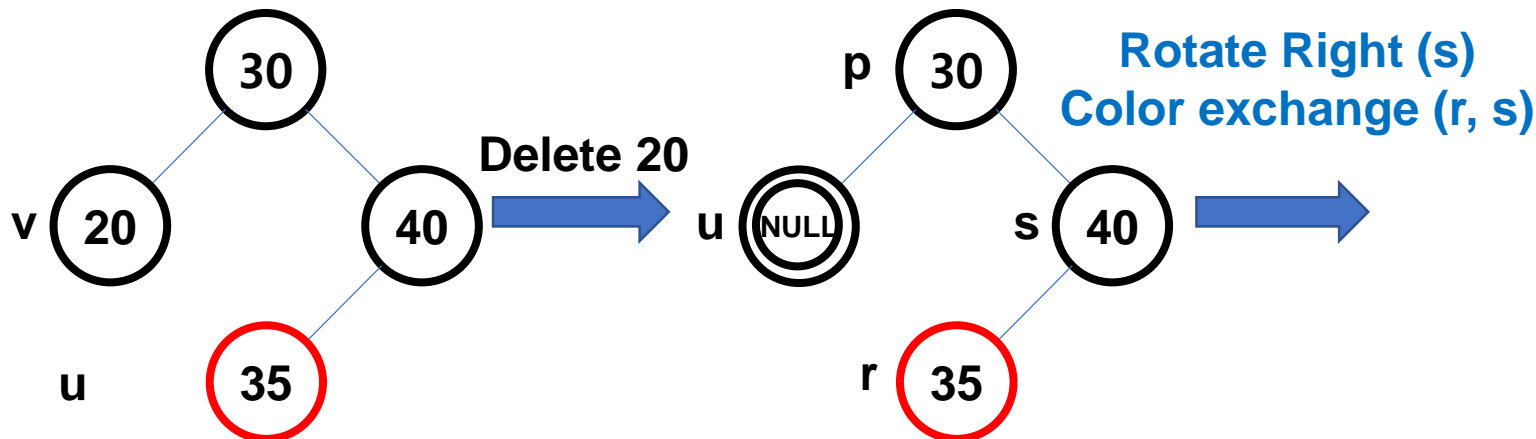 30
p
30
Rotate Right (s)
Color exchange (r, s)
Delete 20
v
20
40
u
NULL
s
40
u
35
r
35